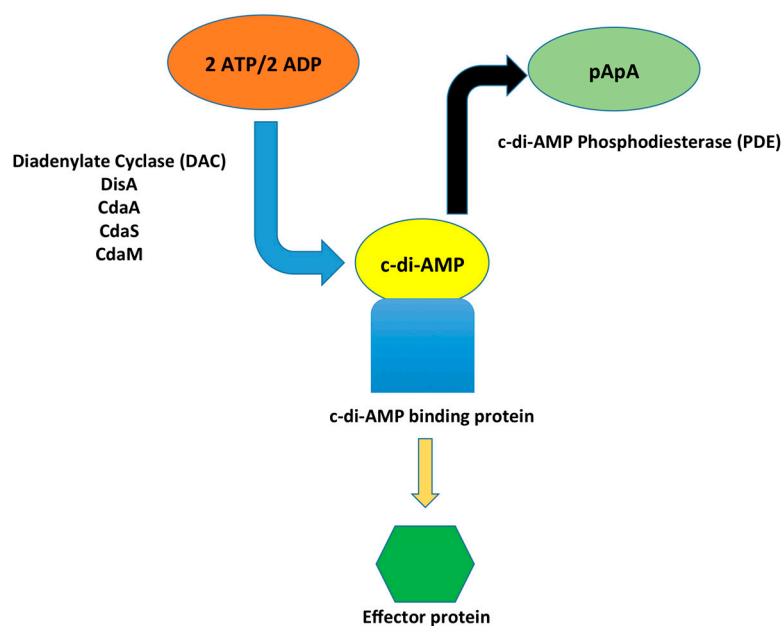 2 ATP/2 ADP
pApA
c-di-AMP Phosphodiesterase (PDE)
Diadenylate Cyclase (DAC)
DisA
CdaA
CdaS
CdaM
c-di-AMP
c-di-AMP binding protein
Effector protein